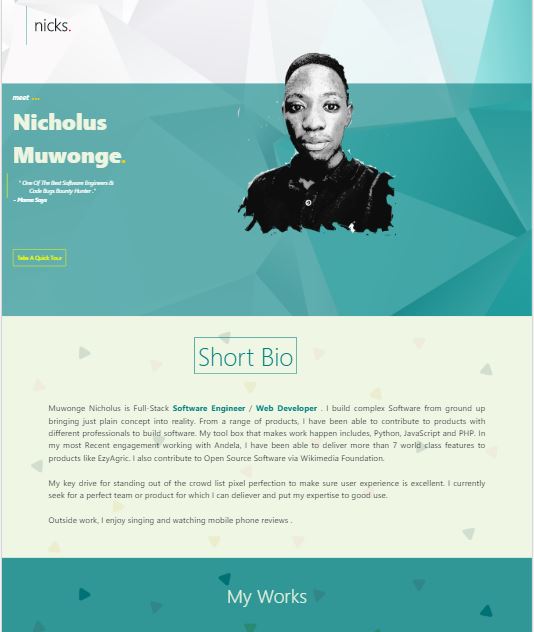 nicks.
meet ...
Nicholus
Muwonge.
" One Of The Best Software Engineers &
Code Bugs Bounty Hunter ."
- Mama Says
Take A Quick Tour
Short Bio
Muwonge Nicholus is Full-Stack Software Engineer / Web Developer . I build complex Software from ground up
bringing just plain concept into reality. From a range of products, I have been able to contribute to products with
different professionals to build software. My tool box that makes work happen includes, Python, JavaScript and PHP. In
my most Recent engagement working with Andela, I have been able to deliver more than 7 world class features to
products like EzyAgric. I also contribute to Open Source Software via Wikimedia Foundation.
My key drive for standing out of the crowd list pixel perfection to make sure user experience is excellent. I currently
seek for a perfect team or product for which I can deliever and put my expertise to good use.
Outside work, I enjoy singing and watching mobile phone reviews .
My Works